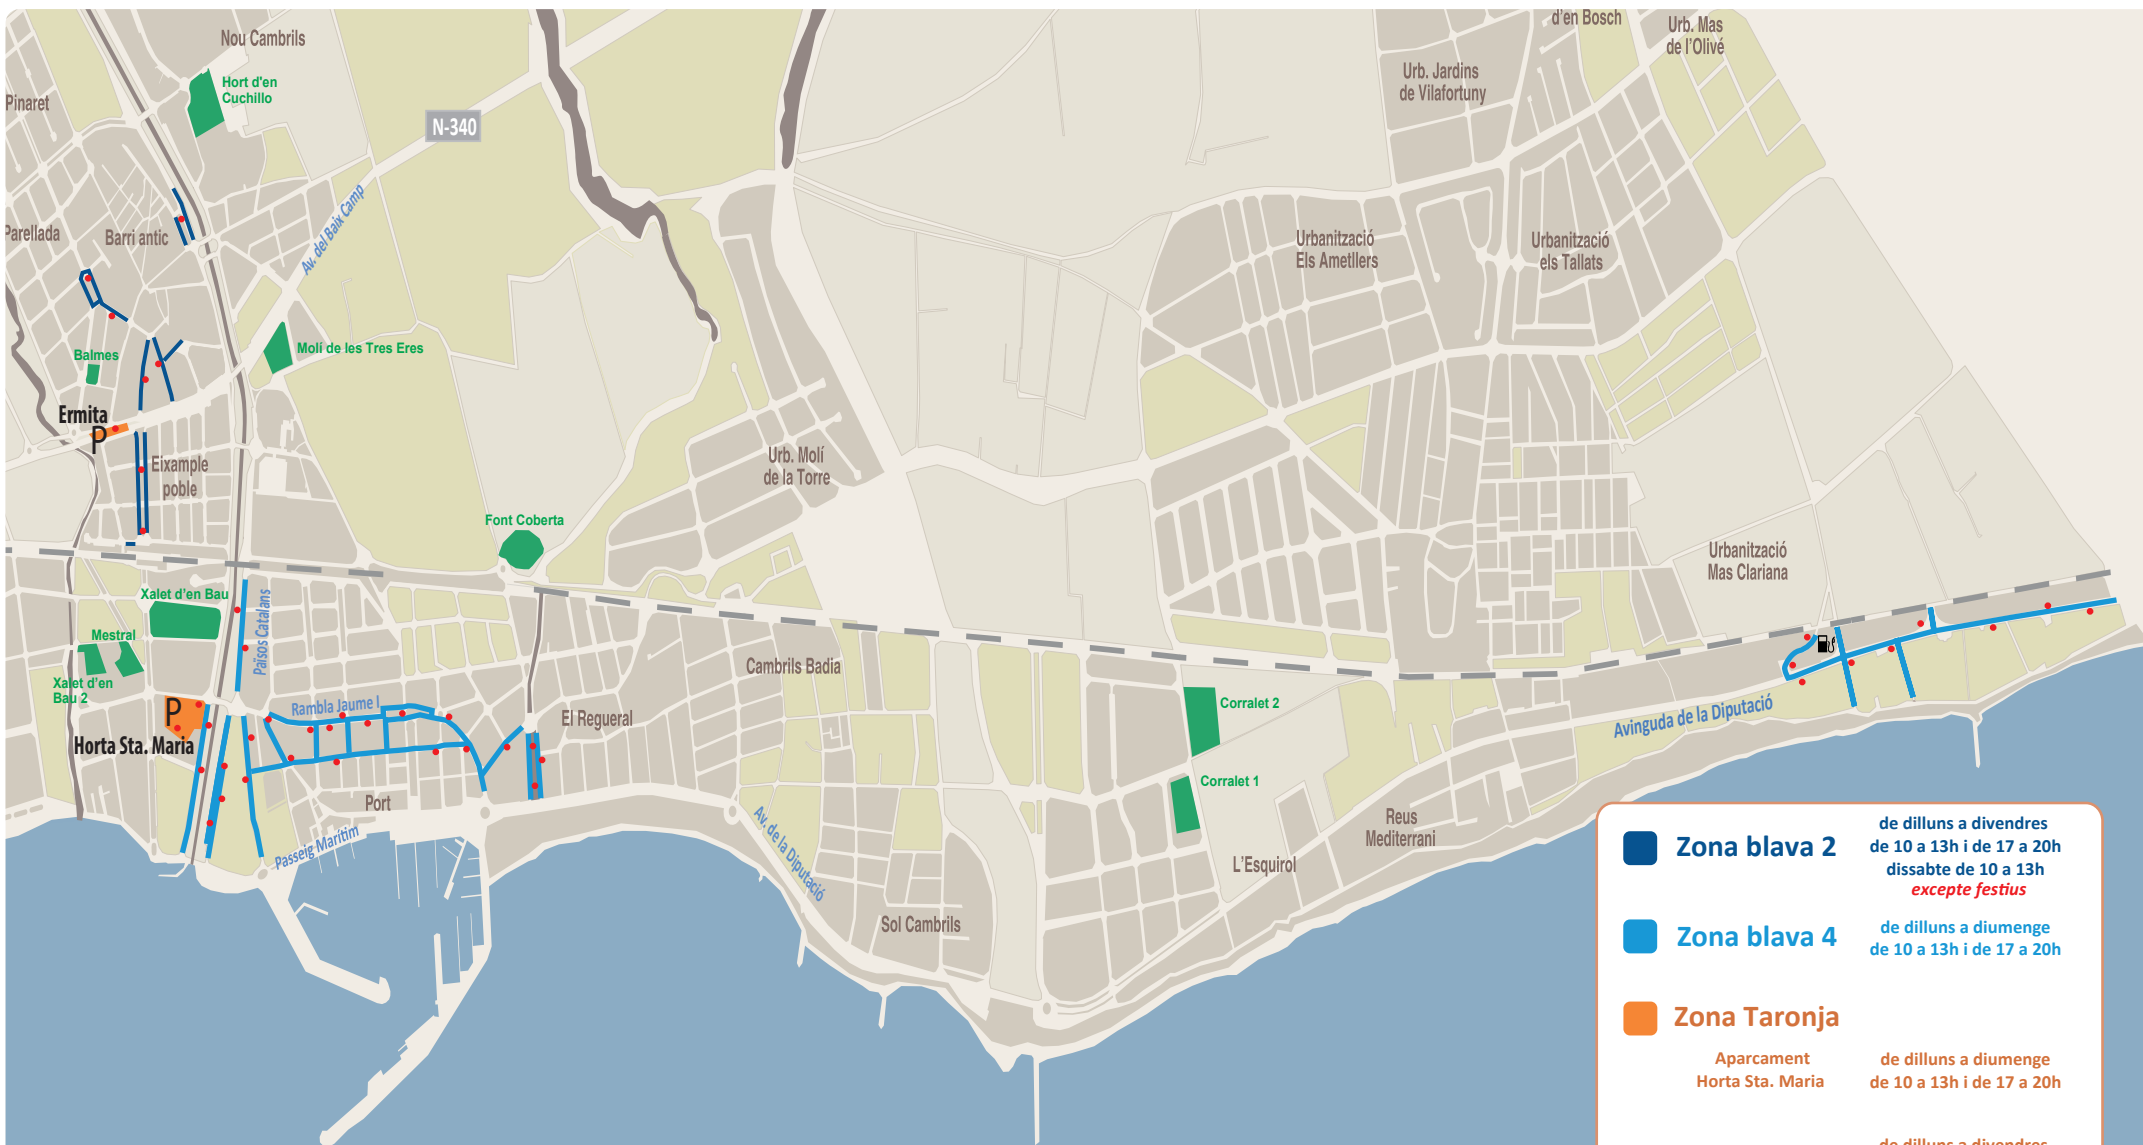 Nou Cambrils
Hort d'en
Cuchillo
Pinaret
N-340
d'en Bosch
Urb. Mas
de l'Olivé
Urb. Jardins
de Vilafortuny
Parellada
Barri antic
Av. del Baix Camp
Urbanització
Els Ametllers
Urbanització
els Tallats
Balmes
Molí de les Tres Eres
Ermita
P
Eixample
poble
Urb. Molí
de la Torre
Font Coberta
Urbanització
Mas Clariana
Xalet d'en Bau
Mestral
Xalet d'en
Bau 2
Països Catalans
Cambrils Badia
P
Horta Sta. Maria
Rambla Jaume I
El Regueral
Corralet 2
Corralet 1
Avinguda de la Diputació
Port
Passeig Marítim
Av. de la Diputació
Reus
Mediterrani
L'Esquirol
Sol Cambrils
Zona blava 2
de dilluns a divendres
de 10 a 13h i de 17 a 20h
dissabte de 10 a 13h
excepte festius
Zona blava 4
de dilluns a diumenge
de 10 a 13h i de 17 a 20h
Zona Taronja
Aparcament
Horta Sta. Maria
de dilluns a diumenge
de 10 a 13h i de 17 a 20h
de dilluns a divendres